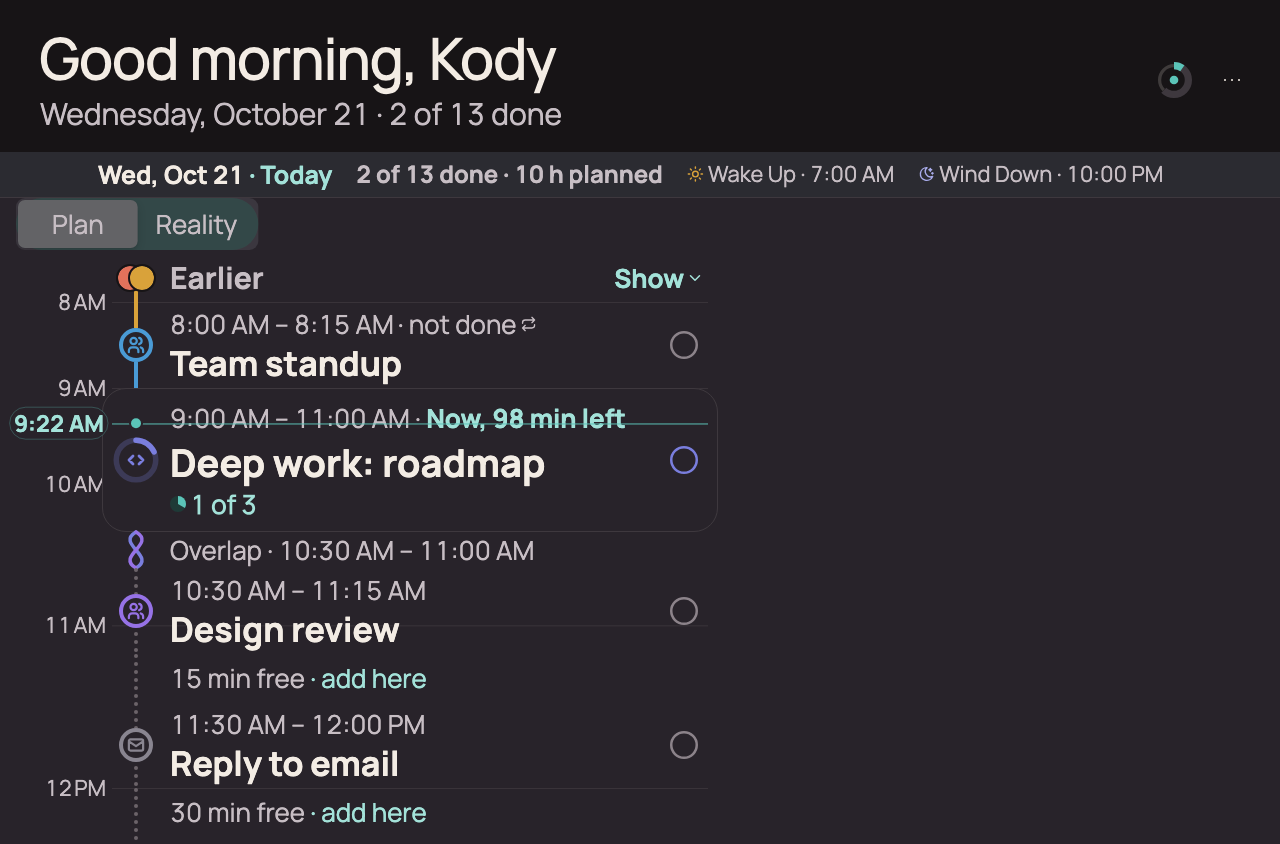 Good morning, Kody
Wednesday, October 21 · 2 of 13 done
Wed, Oct 21 · Today 2 of 13 done · 10 h planned Wake Up · 7:00 AM Wind Down · 10:00 PM
Plan Reality
Earlier Show
8 AM
8:00 AM – 8:15 AM · not done
Team standup
9 AM
9:00 AM – 11:00 AM · Now, 98 min left
9:22 AM
Deep work: roadmap
10 AM
1 of 3
Overlap · 10:30 AM – 11:00 AM
10:30 AM – 11:15 AM
11 AM
Design review
15 min free · add here
11:30 AM – 12:00 PM
Reply to email
12 PM
30 min free · add here